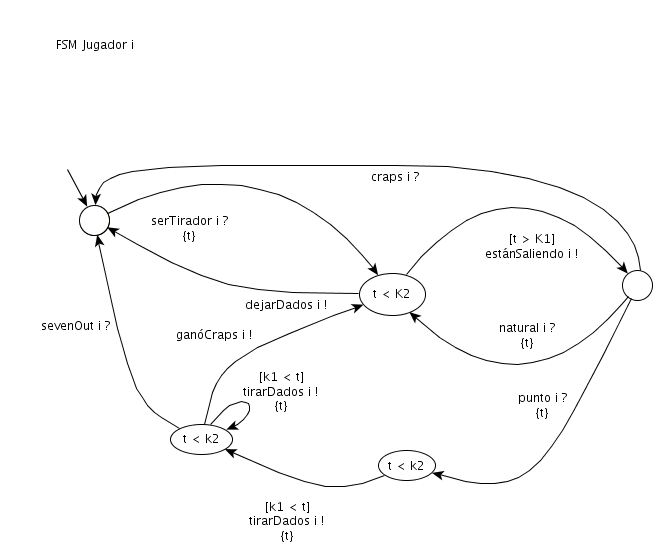 FSM Jugador i
craps i ?
serTirador i ?
{t}
[t > K1]
estánSaliendo i !
t < K2
dejarDados i !
sevenOut i ?
ganóCraps i !
natural i ?
{t}
[k1 < t]
tirarDados i !
{t}
punto i ?
{t}
t < k2
t < k2
[k1 < t]
tirarDados i !
{t}